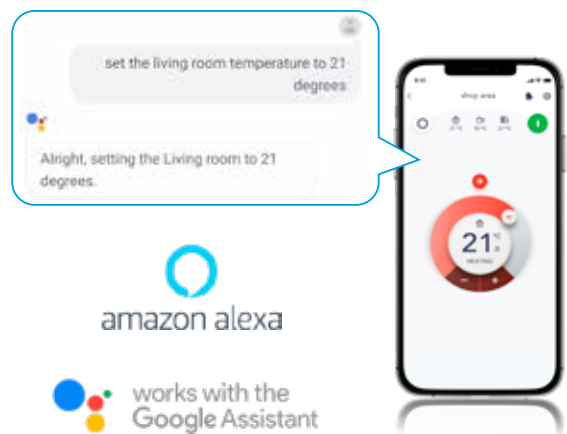 set the living room temperature to 21
degrees
Alright, setting the Living room to 21
degrees.
shop area
21
°C
HEATING
amazon alexa
works with the
Google Assistant